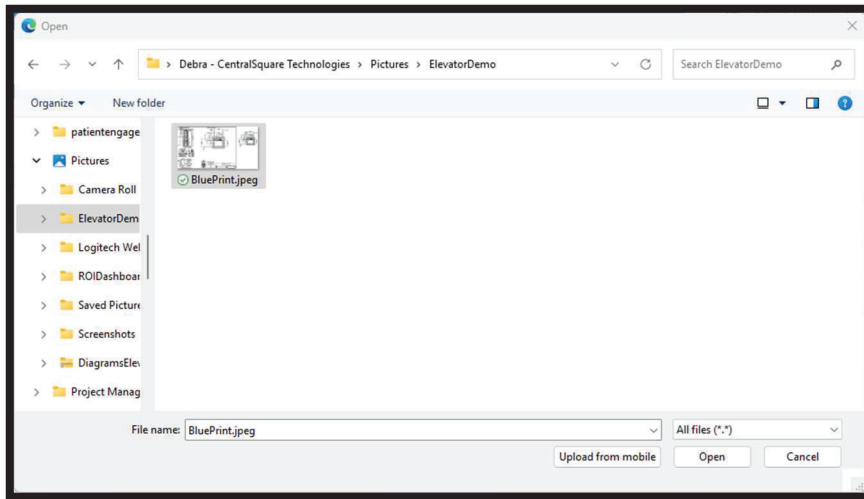 Open
Debra - CentralSquare Technologies > Pictures > ElevatorDemo
Search ElevatorDemo
Organize
New folder
patientengage
Pictures
Camera Roll
ElevatorDem
Logitech Wel
ROIDashboar
Saved Picture
Screenshots
DiagramsElev
Project Manag
BluePrint.jpeg
File name: BluePrint.jpeg
All files (*.*)
Upload from mobile
Open
Cancel